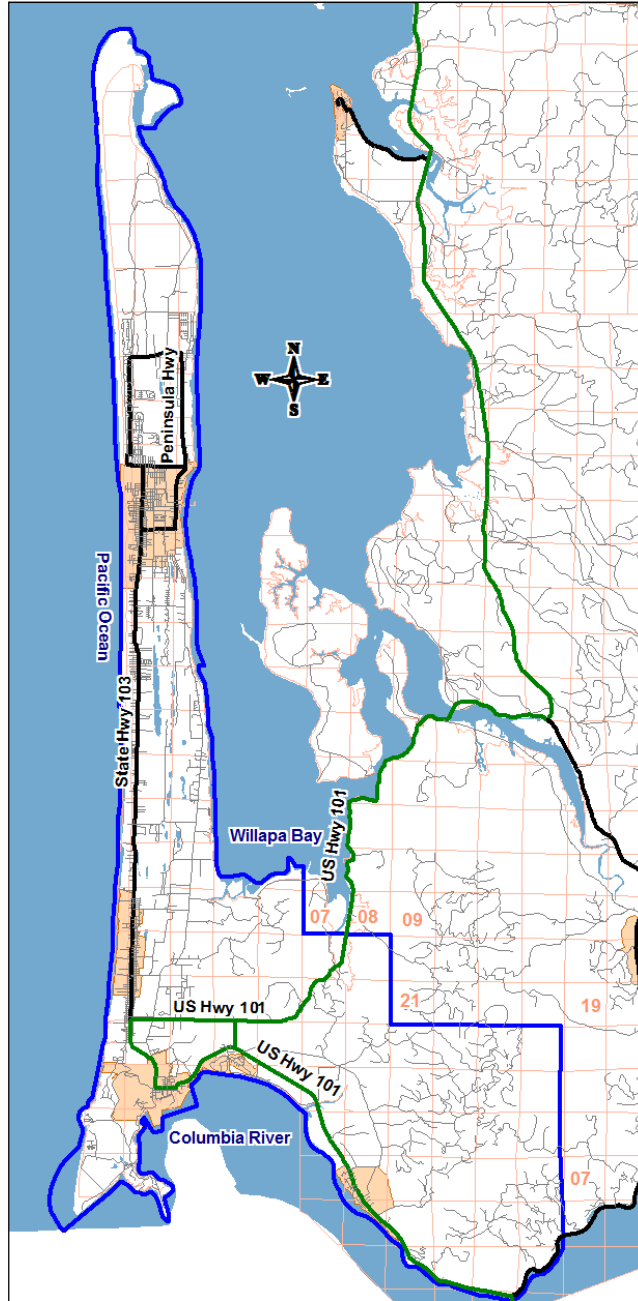 N
W E
S
Peninsula Hwy
Pacific Ocean
State Hwy 103
US Hwy 101
Willapa Bay
07 08 09
21 19
US Hwy 101
US Hwy 101
Columbia River
07